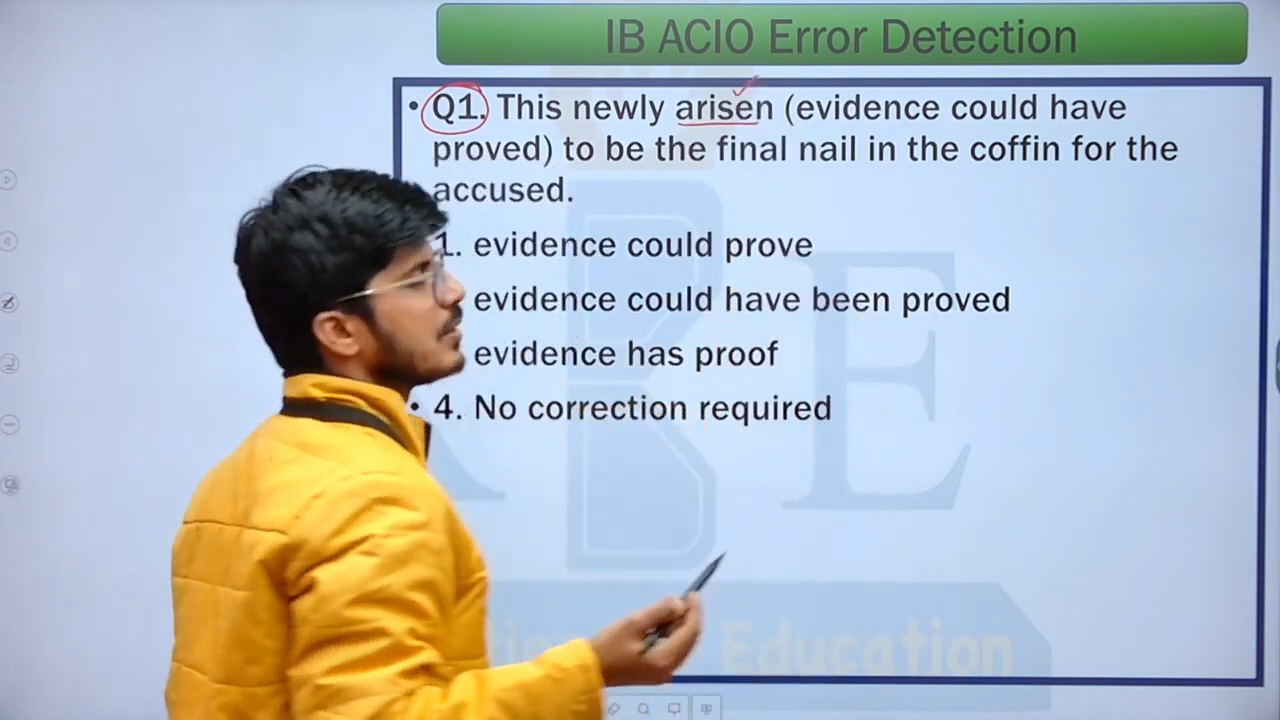 IB ACIO Error Detection
• Q1. This newly arisen (evidence could have
proved) to be the final nail in the coffin for the
accused.
1. evidence could prove
evidence could have been proved
evidence has proof
• 4. No correction required
Education